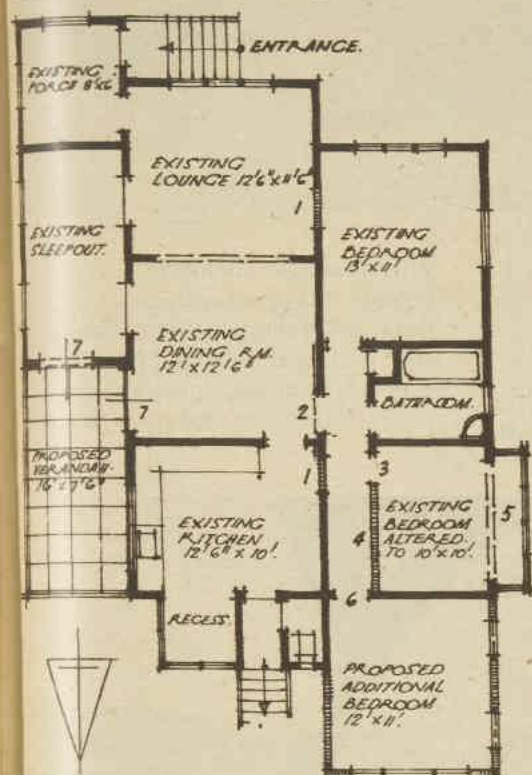 ENTRANCE.
EXISTING
PORCH 8'x6'
EXISTING
LOUNGE 12'6" x 11'6"
1
EXISTING
SLEEPOUT.
EXISTING
BEDROOM
13' x 11'
EXISTING
DINING RM.
12' x 12'6"
7
7
2
BATHROOM.
PROPOSED
VERANDAH.
16' x 7'6"
1
3
EXISTING
KITCHEN
12'6" x 10'.
4
EXISTING
BEDROOM
ALTERED.
TO 10' x 10'.
5
RECESS.
6
PROPOSED
ADDITIONAL
BEDROOM
12' x 11'.